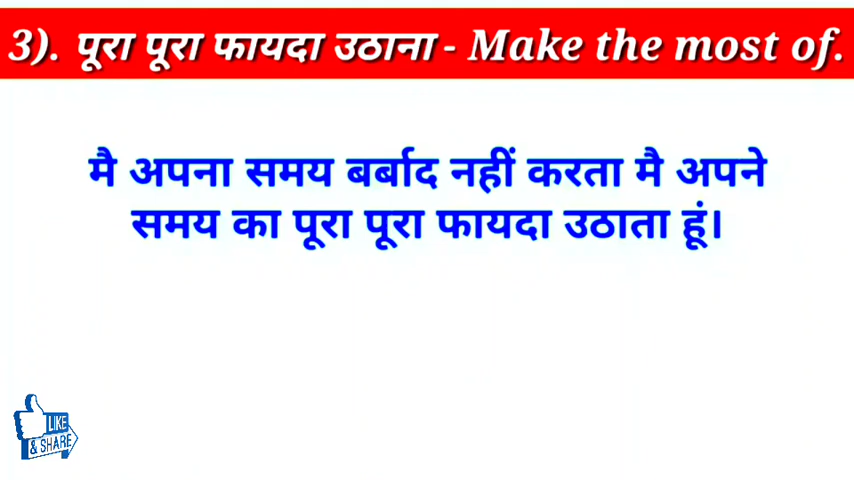 3). पूरा पूरा फायदा उठाना - Make the most of.
मै अपना समय बर्बाद नहीं करता मै अपने
समय का पूरा पूरा फायदा उठाता हूं।
LIKE
& SHARE